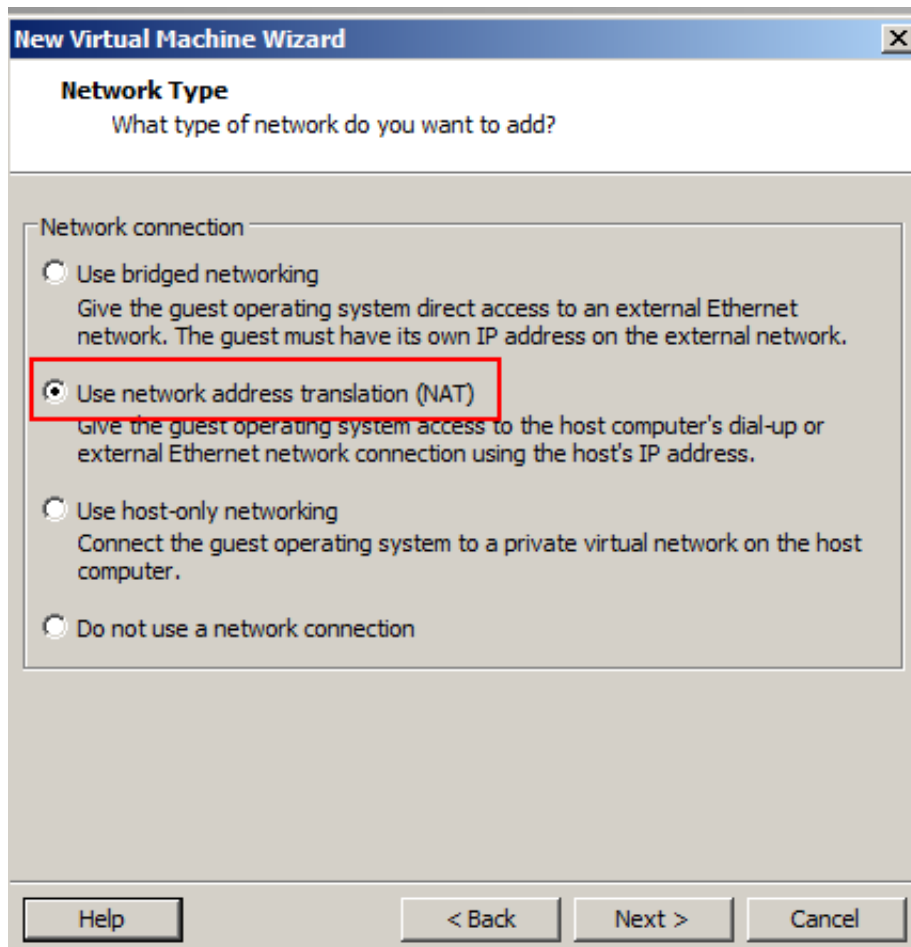 New Virtual Machine Wizard
Network Type
What type of network do you want to add?
Network connection
Use bridged networking
Give the guest operating system direct access to an external Ethernet
network. The guest must have its own IP address on the external network.
Use network address translation (NAT)
Give the guest operating system access to the host computer's dial-up or
external Ethernet network connection using the host's IP address.
Use host-only networking
Connect the guest operating system to a private virtual network on the host
computer.
Do not use a network connection
Help < Back Next > Cancel